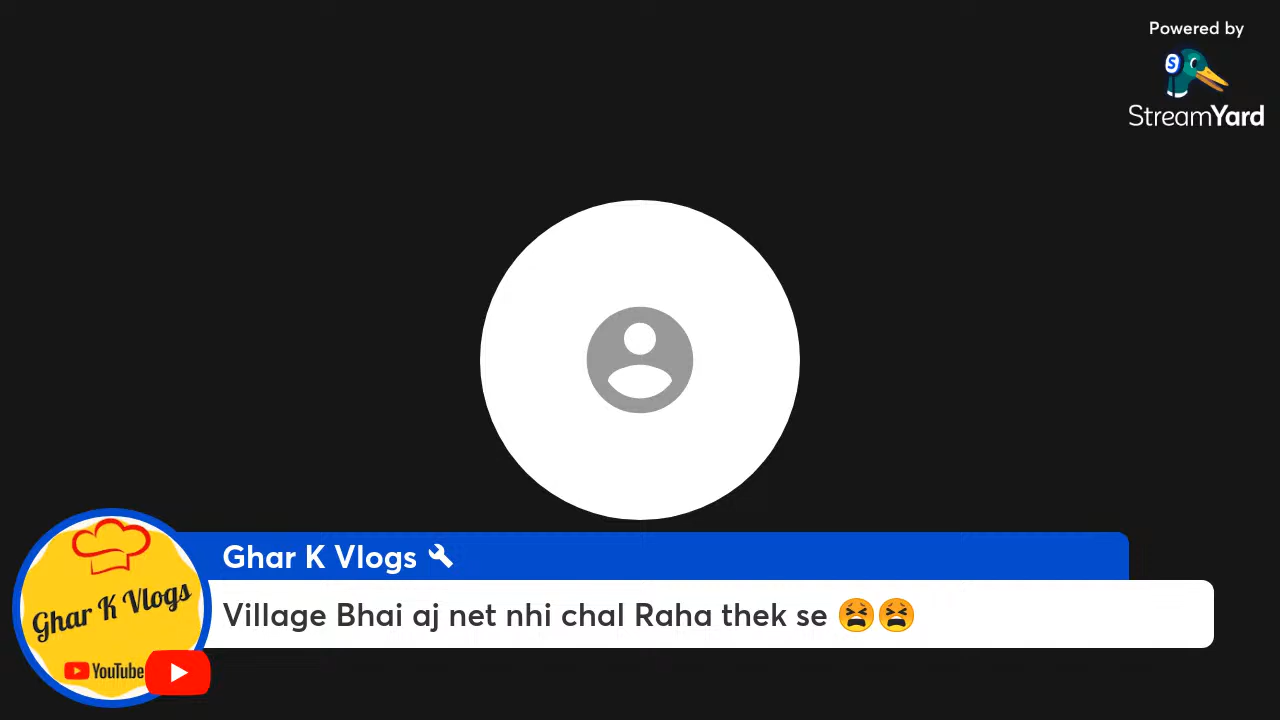 Powered by
S
StreamYard
Ghar K Vlogs
Village Bhai aj net nhi chal Raha thek se 😫😫
Ghar K Vlogs
YouTube